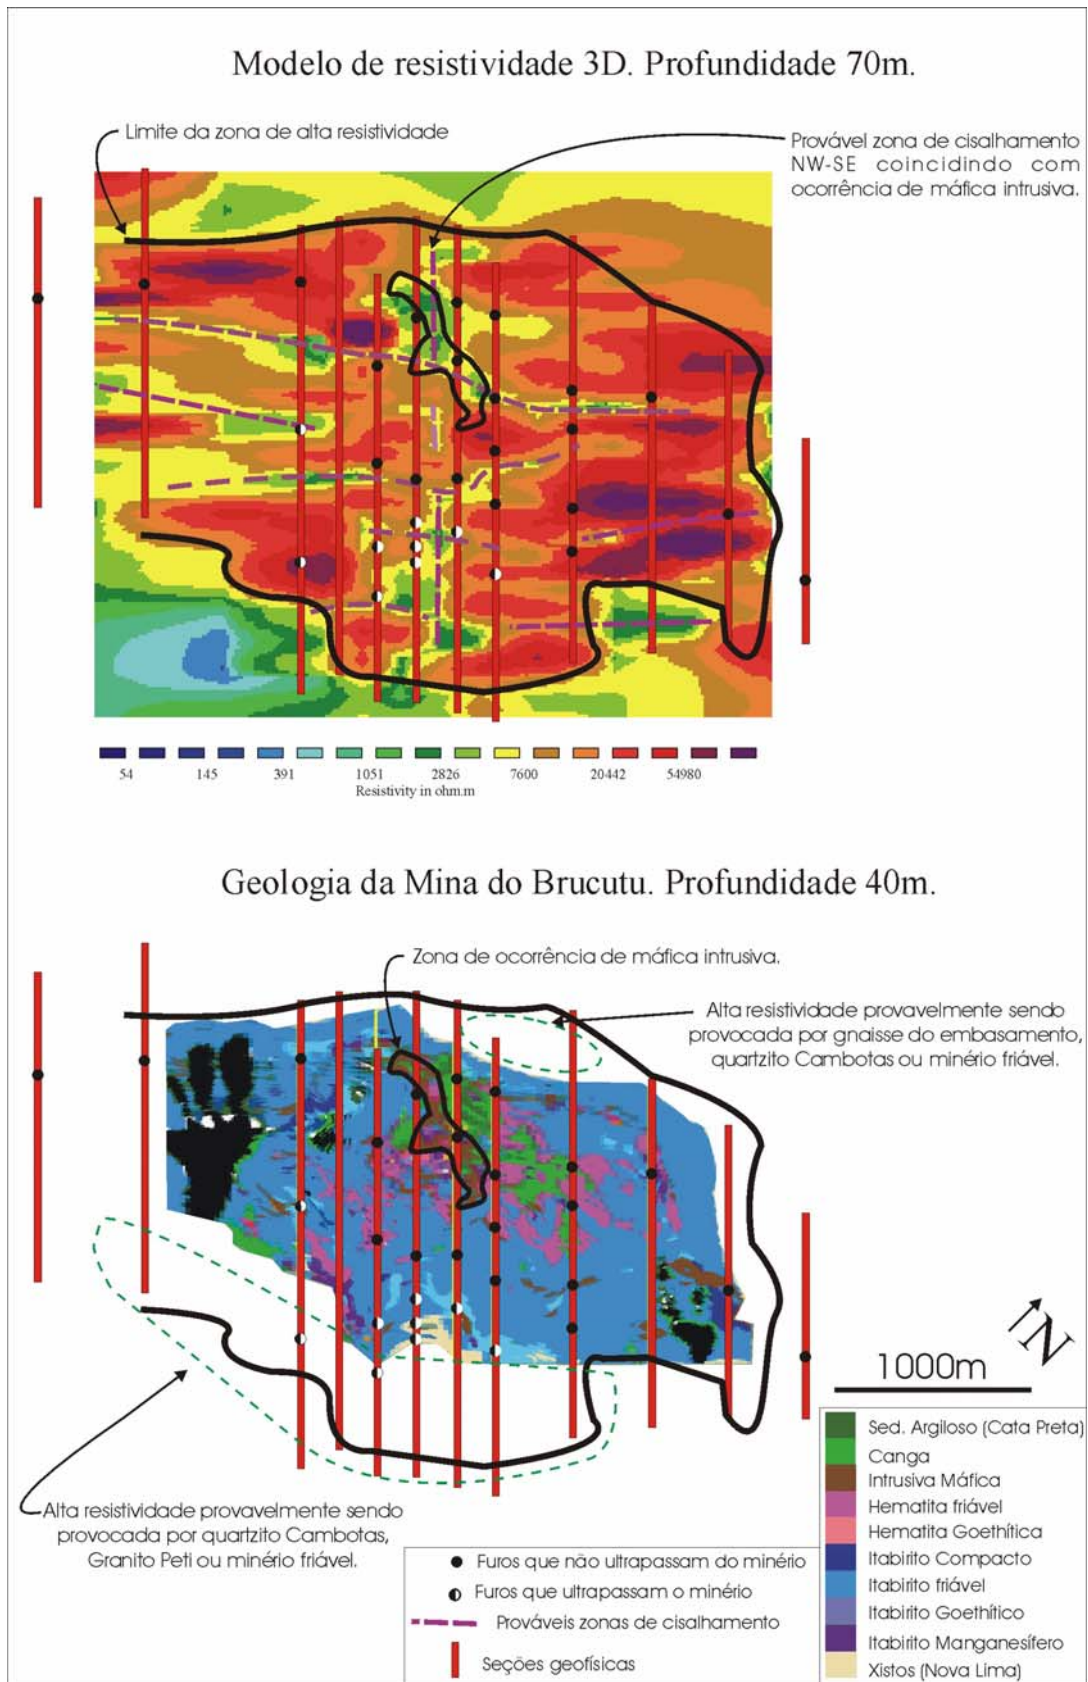 Modelo de resistividade 3D. Profundidade 70m.
Limite da zona de alta resistividade
Provável zona de cisalhamento
NW-SE coincidindo com
ocorrência de máfica intrusiva.
54 145 391 1051 2826 7600 20442 54980
Resistivity in ohm.m
Geologia da Mina do Brucutu. Profundidade 40m.
Zona de ocorrência de máfica intrusiva.
Alta resistividade provavelmente sendo
provocada por gnaisse do embasamento,
quartzito Cambotas ou minério friável.
N
1000m
Alta resistividade provavelmente sendo
provocada por quartzito Cambotas,
Granito Peti ou minério friável.
Furos que não ultrapassam do minério
Furos que ultrapassam o minério
Prováveis zonas de cisalhamento
Seções geofísicas
Sed. Argiloso (Cata Preta)
Canga
Intrusiva Máfica
Hematita friável
Hematita Goethítica
Itabirito Compacto
Itabirito friável
Itabirito Goethítico
Itabirito Manganesífero
Xistos (Nova Lima)